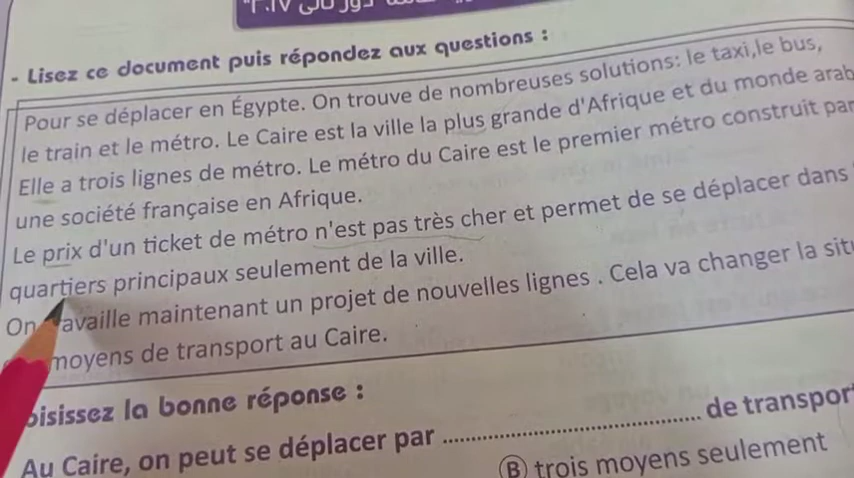 - Lisez ce document puis répondez aux questions :
Pour se déplacer en Égypte. On trouve de nombreuses solutions: le taxi,le bus,
le train et le métro. Le Caire est la ville la plus grande d'Afrique et du monde arab
Elle a trois lignes de métro. Le métro du Caire est le premier métro construit par
une société française en Afrique.
Le prix d'un ticket de métro n'est pas très cher et permet de se déplacer dans
quartiers principaux seulement de la ville.
On availle maintenant un projet de nouvelles lignes . Cela va changer la situ
moyens de transport au Caire.
oisissez la bonne réponse :
Au Caire, on peut se déplacer par ........................................ de transpor
B trois moyens seulement